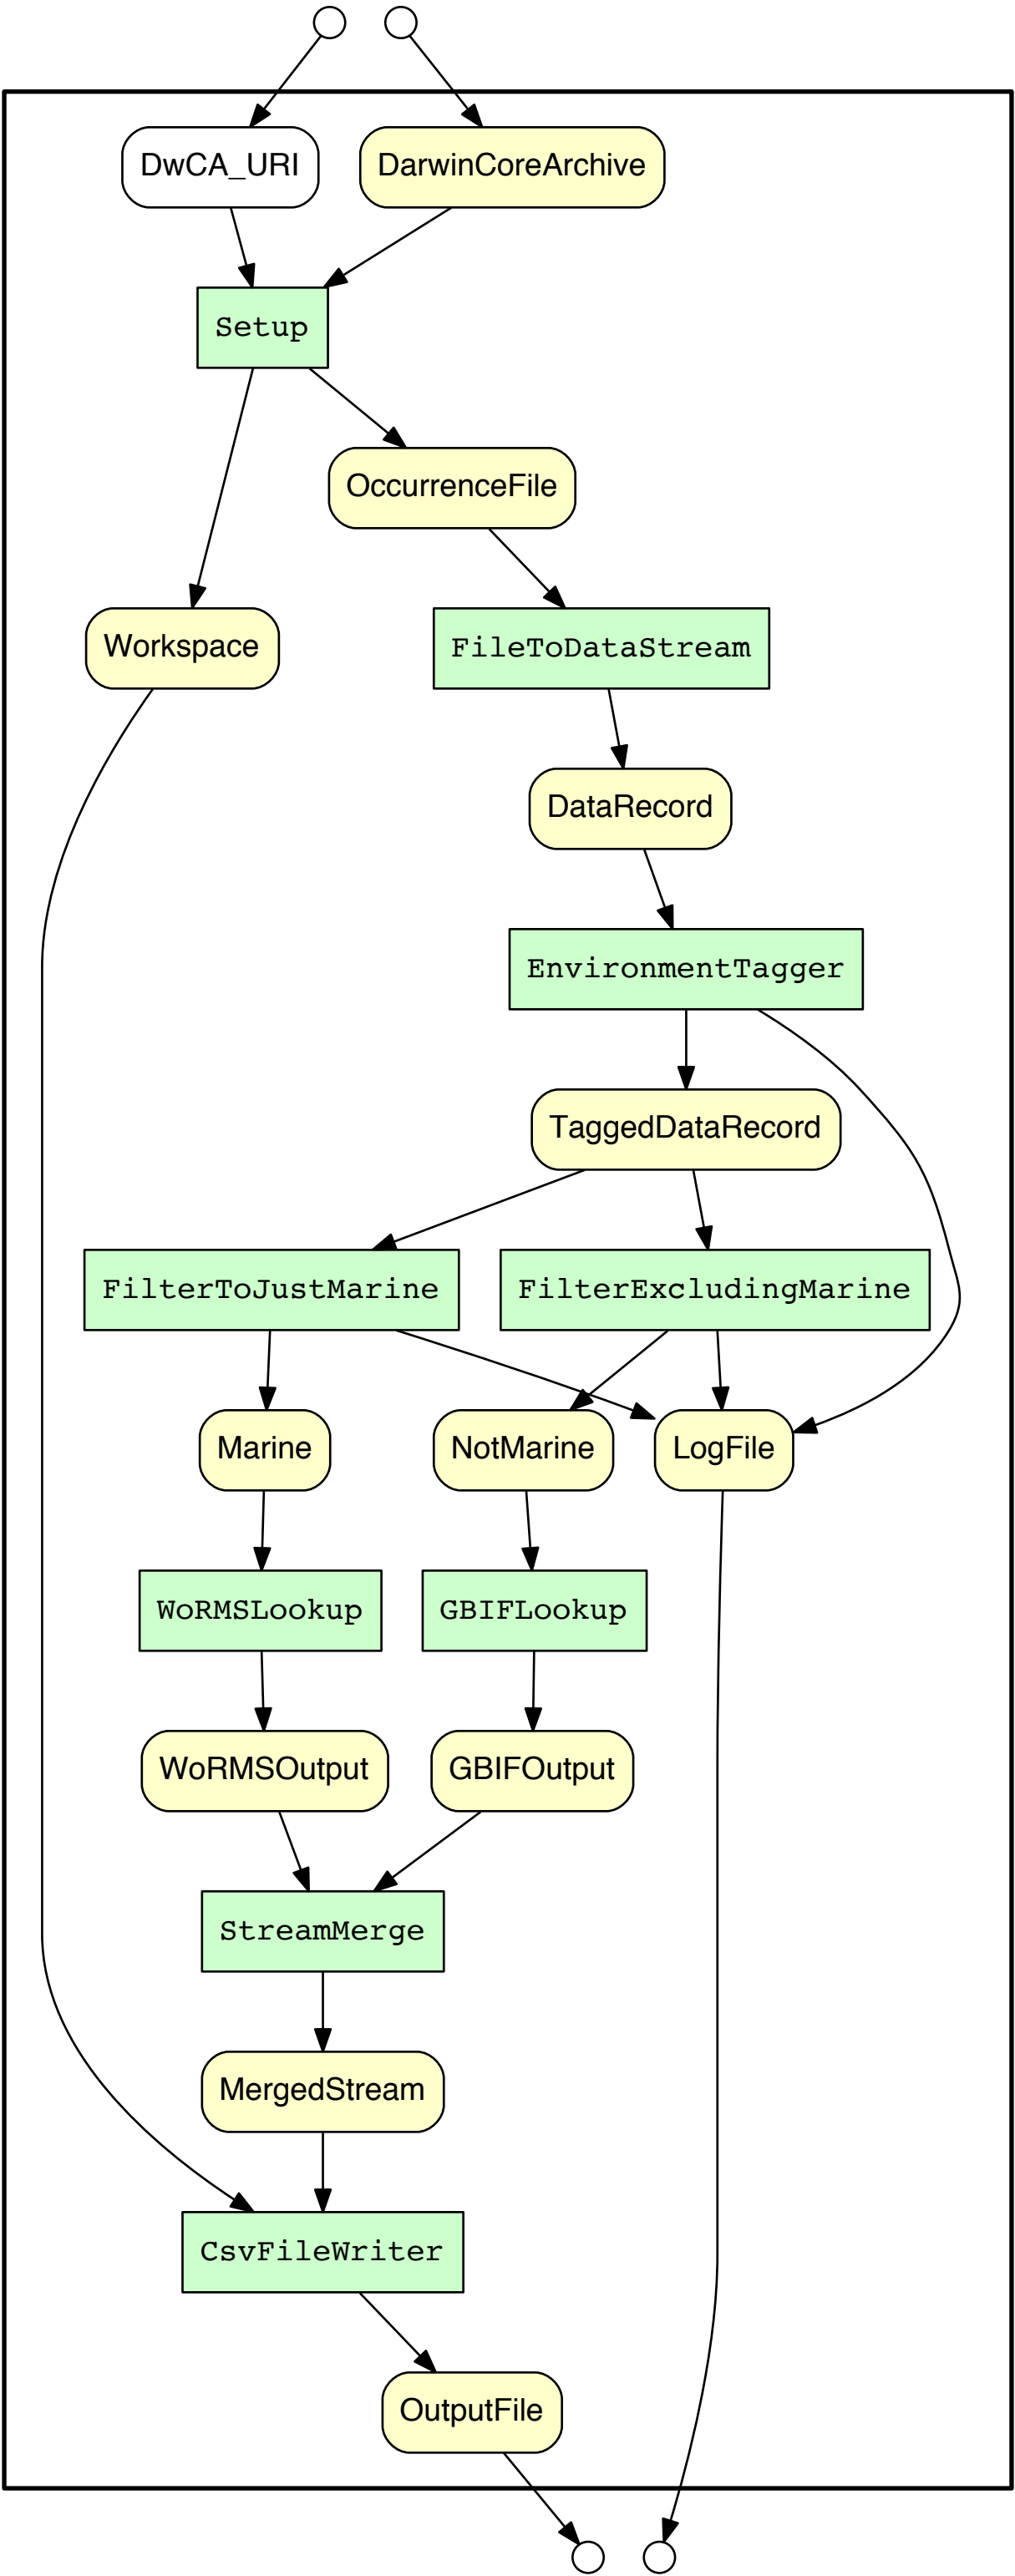 DwCA_URI
DarwinCoreArchive
Setup
OccurrenceFile
Workspace
FileToDataStream
DataRecord
EnvironmentTagger
TaggedDataRecord
FilterToJustMarine
FilterExcludingMarine
Marine
NotMarine
LogFile
WoRMSLookup
GBIFLookup
WoRMSOutput
GBIFOutput
StreamMerge
MergedStream
CsvFileWriter
OutputFile